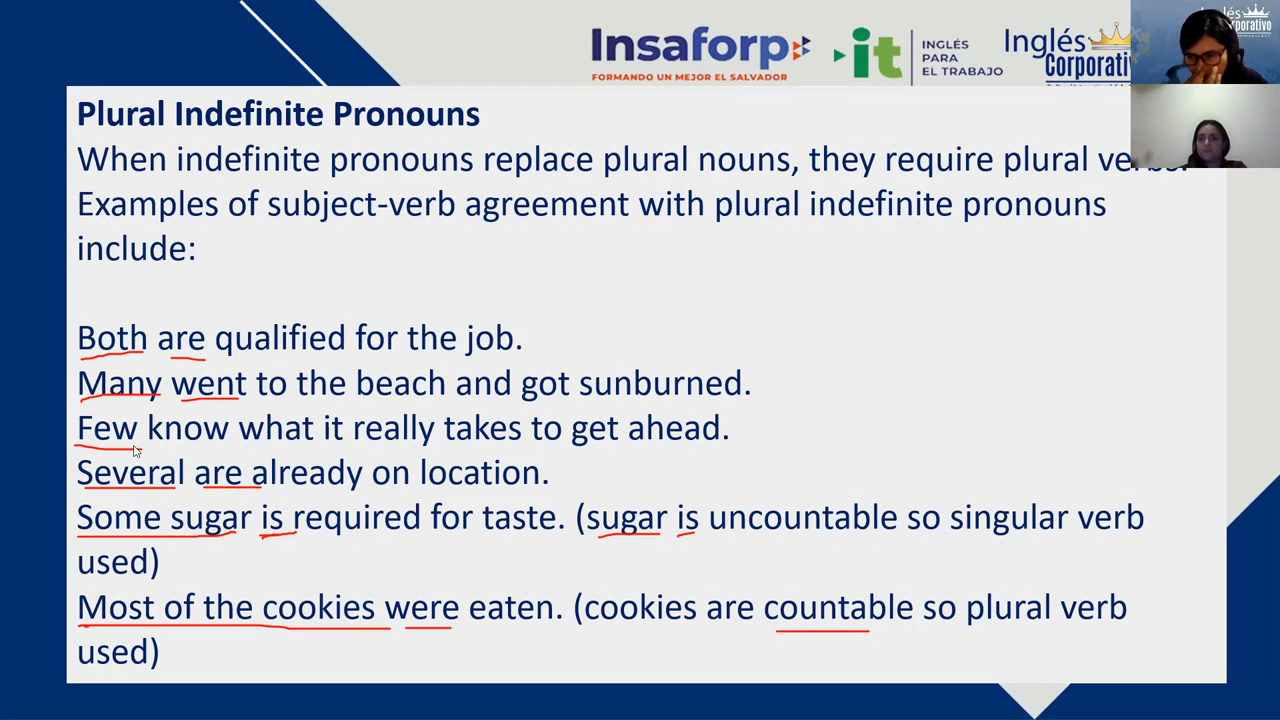 Insaforp
FORMANDO UN MEJOR EL SALVADOR
it
INGLÉS
PARA
EL TRABAJO
Inglés
Corporativo
Plural Indefinite Pronouns
When indefinite pronouns replace plural nouns, they require plural verbs.
Examples of subject-verb agreement with plural indefinite pronouns
include:
Both are qualified for the job.
Many went to the beach and got sunburned.
Few know what it really takes to get ahead.
Several are already on location.
Some sugar is required for taste. (sugar is uncountable so singular verb
used)
Most of the cookies were eaten. (cookies are countable so plural verb
used)